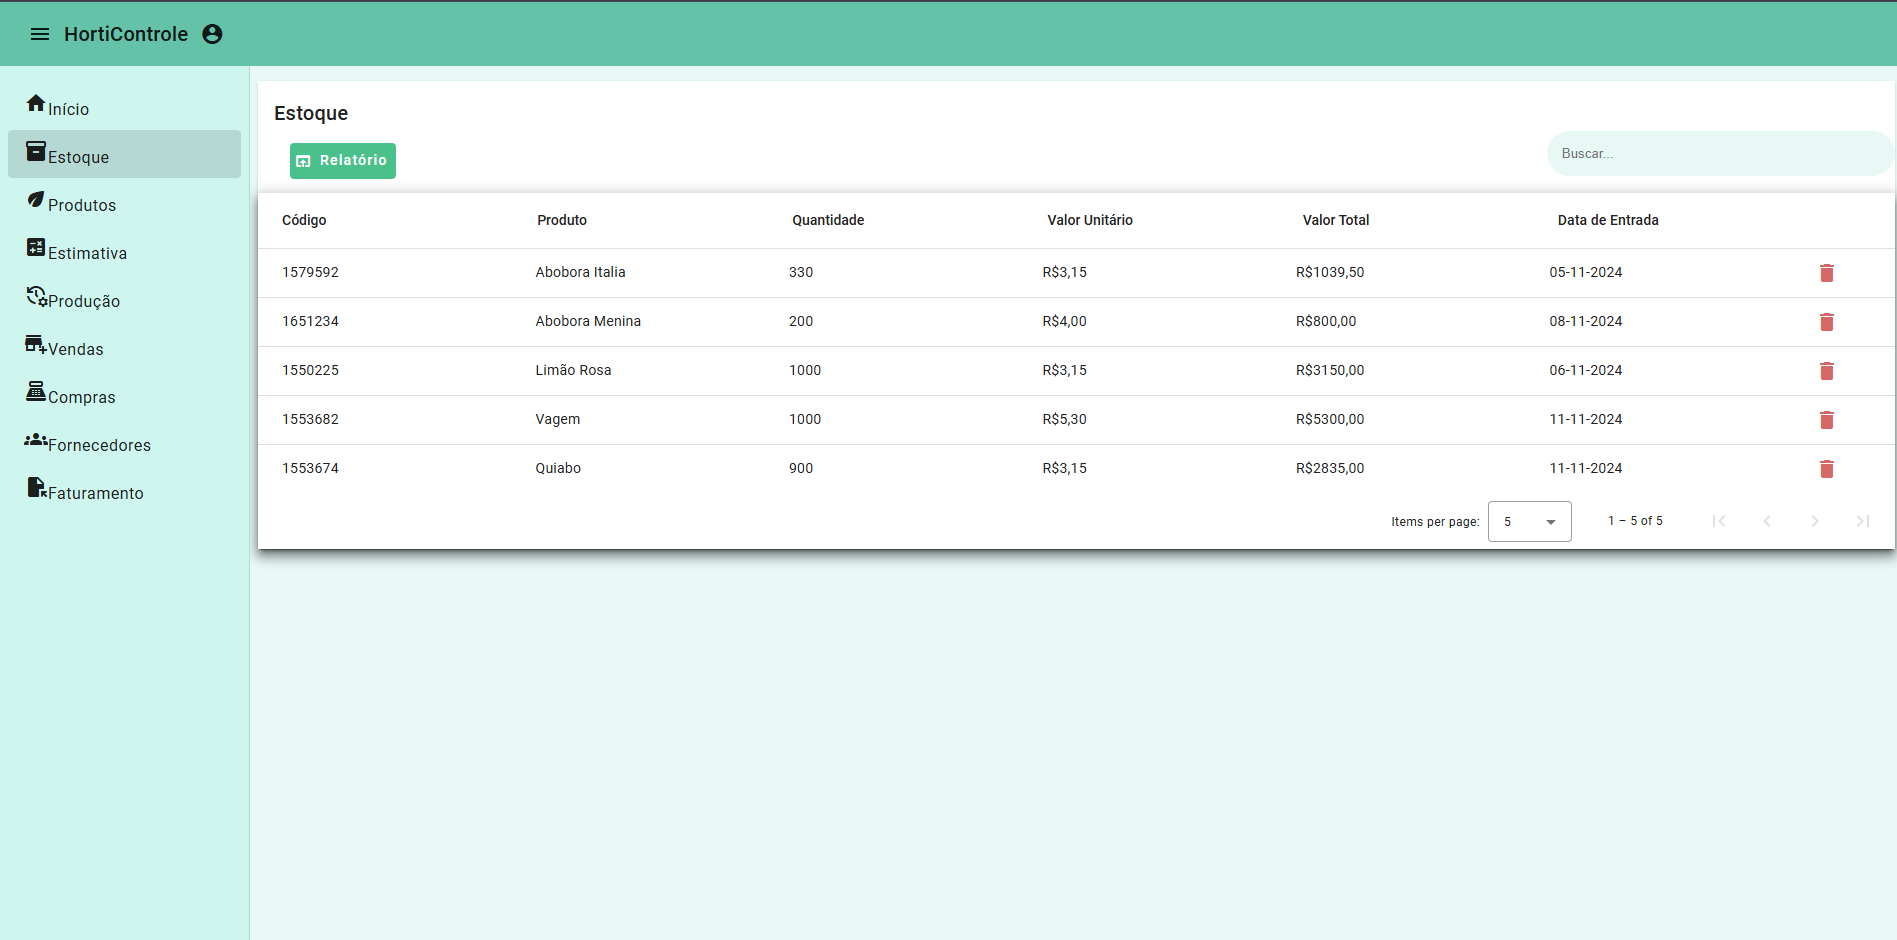 HortiControle
Início
Estoque
Produtos
Estimativa
Produção
Vendas
Compras
Fornecedores
Faturamento
Estoque
Relatório
Buscar...
Código Produto Quantidade Valor Unitário Valor Total Data de Entrada
1579592 Abobora Italia 330 R$3,15 R$1039,50 05-11-2024
1651234 Abobora Menina 200 R$4,00 R$800,00 08-11-2024
1550225 Limão Rosa 1000 R$3,15 R$3150,00 06-11-2024
1553682 Vagem 1000 R$5,30 R$5300,00 11-11-2024
1553674 Quiabo 900 R$3,15 R$2835,00 11-11-2024
Items per page: 5 1 – 5 of 5